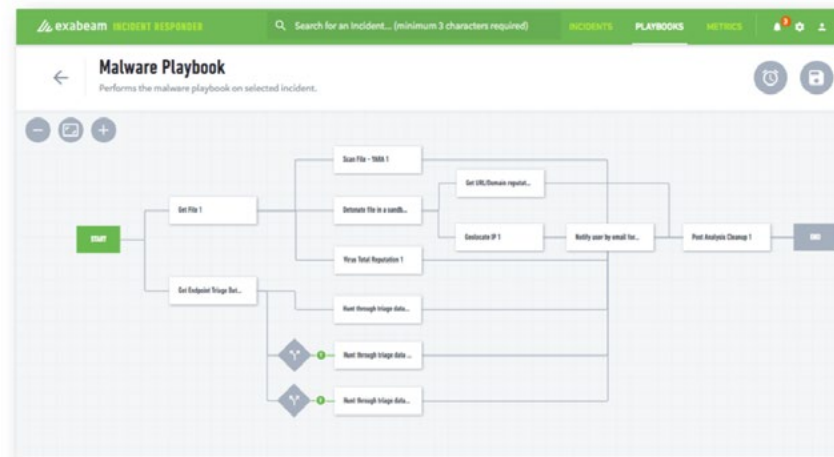 exabeam INCIDENT RESPONDER
Search for an Incident... (minimum 3 characters required)
INCIDENTS
PLAYBOOKS
METRICS
3
Malware Playbook
Performs the malware playbook on selected incident.
Scan File - YARA 1
Get URL/Domain reputat...
Get File 1
Detonate file in a sandb...
START
Geolocate IP 1
Notify user by email for...
Post Analysis Cleanup 1
END
Virus Total Reputation 1
Get Endpoint Triage Dat...
Hunt through triage data...
Hunt through triage data ...
Hunt through triage data...